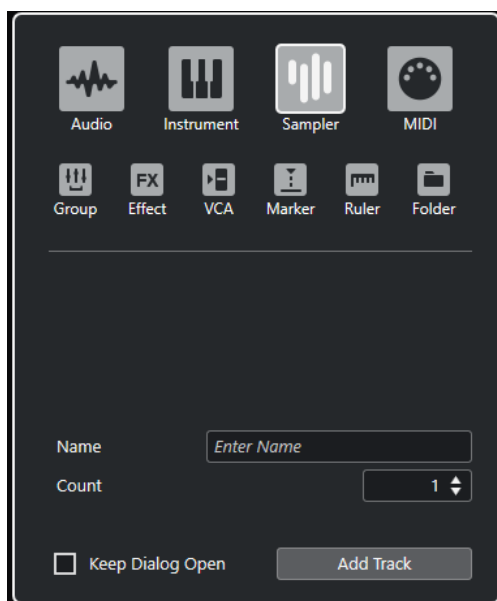 Audio Instrument Sampler MIDI
FX
Group Effect VCA Marker Ruler Folder
Name Enter Name
Count 1
Keep Dialog Open Add Track